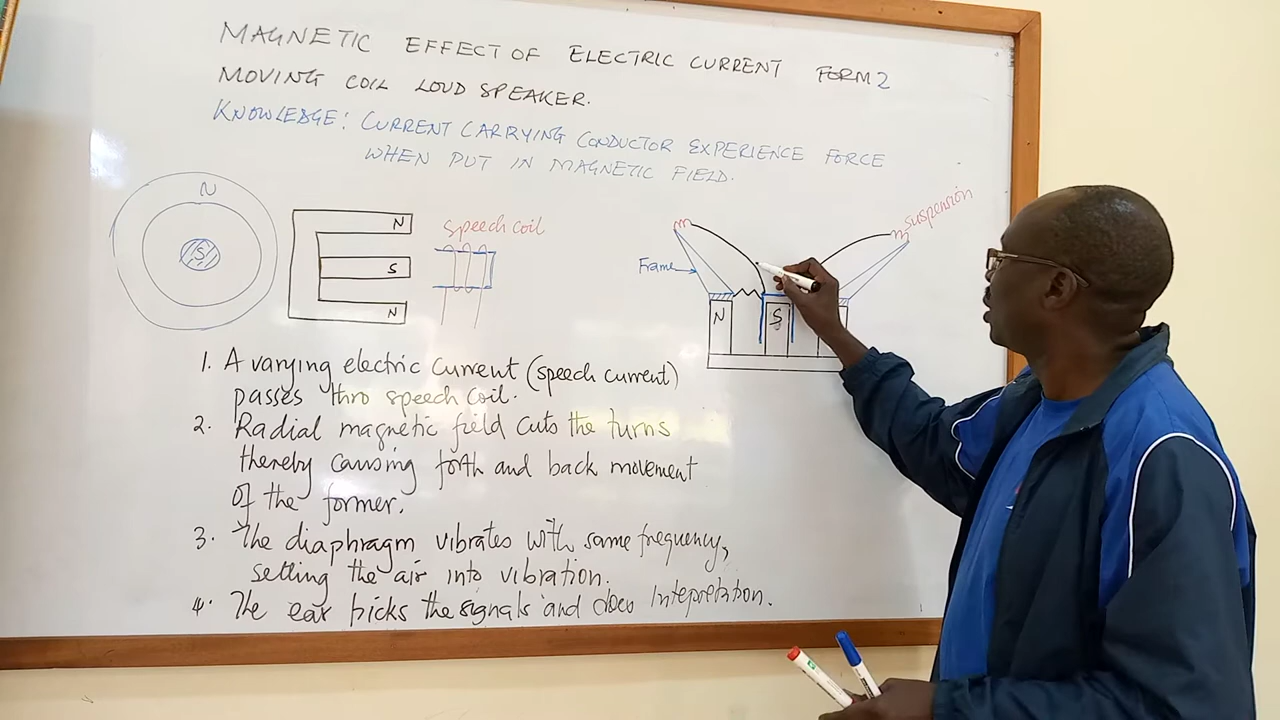 MAGNETIC EFFECT OF ELECTRIC CURRENT FORM 2
MOVING COIL LOUD SPEAKER.
KNOWLEDGE: CURRENT CARRYING CONDUCTOR EXPERIENCE FORCE
WHEN PUT IN MAGNETIC FIELD.
N
S
N
S
N
speech coil
suspension
Frame
N
S
1. A varying electric current (speech current)
passes thro speech coil.
2. Radial magnetic field cuts the turns
thereby causing forth and back movement
of the former.
3. The diaphragm vibrates with same frequency,
setting the air into vibration.
4. The ear picks the signals and does Intepretation.